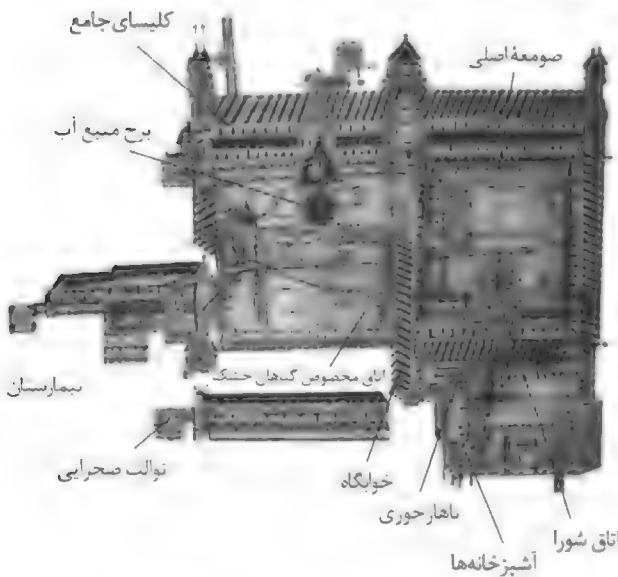 کلیسای جامع
صومعهٔ اصلی
برج منبع آب
اتاق مخصوص گیاهان خشک
بیمارستان
توالت صحرایی
خوابگاه
ناهارخوری
اتاق شورا
آشپزخانه‌ها